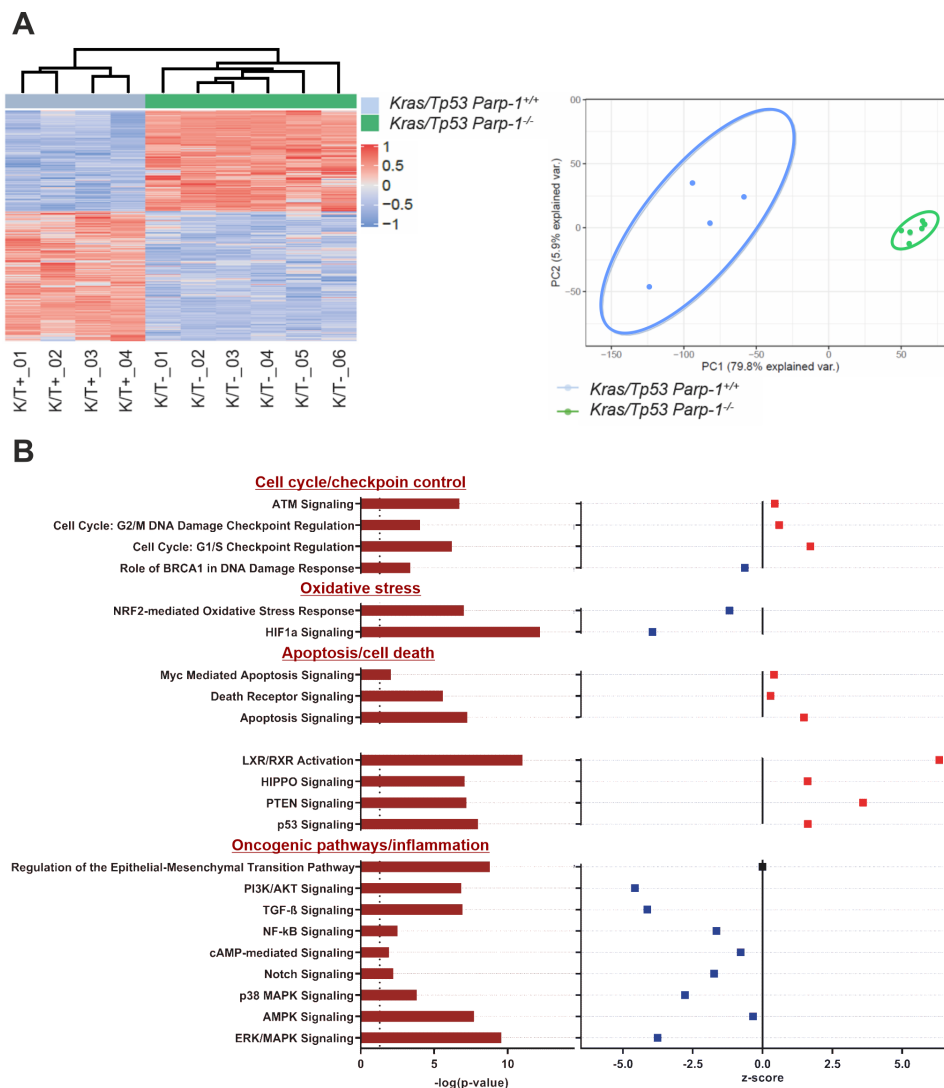 A
Kras/Tp53 Parp-1+/+
Kras/Tp53 Parp-1-/-
1
0.5
0
−0.5
−1
K/T+_01
K/T+_02
K/T+_03
K/T+_04
K/T-_01
K/T-_02
K/T-_03
K/T-_04
K/T-_05
K/T-_06
00
50
0
−50
PC2 (5.9% explained var.)
−150
−100
−50
0
50
PC1 (79.8% explained var.)
Kras/Tp53 Parp-1+/+
Kras/Tp53 Parp-1-/-
B
Cell cycle/checkpoin control
ATM Signaling
Cell Cycle: G2/M DNA Damage Checkpoint Regulation
Cell Cycle: G1/S Checkpoint Regulation
Role of BRCA1 in DNA Damage Response
Oxidative stress
NRF2-mediated Oxidative Stress Response
HIF1a Signaling
Apoptosis/cell death
Myc Mediated Apoptosis Signaling
Death Receptor Signaling
Apoptosis Signaling
LXR/RXR Activation
HIPPO Signaling
PTEN Signaling
p53 Signaling
Oncogenic pathways/inflammation
Regulation of the Epithelial-Mesenchymal Transition Pathway
PI3K/AKT Signaling
TGF-ß Signaling
NF-kB Signaling
cAMP-mediated Signaling
Notch Signaling
p38 MAPK Signaling
AMPK Signaling
ERK/MAPK Signaling
0
5
10
-log(p-value)
-5.0
-2.5
0.0
2.5
5.0
z-score